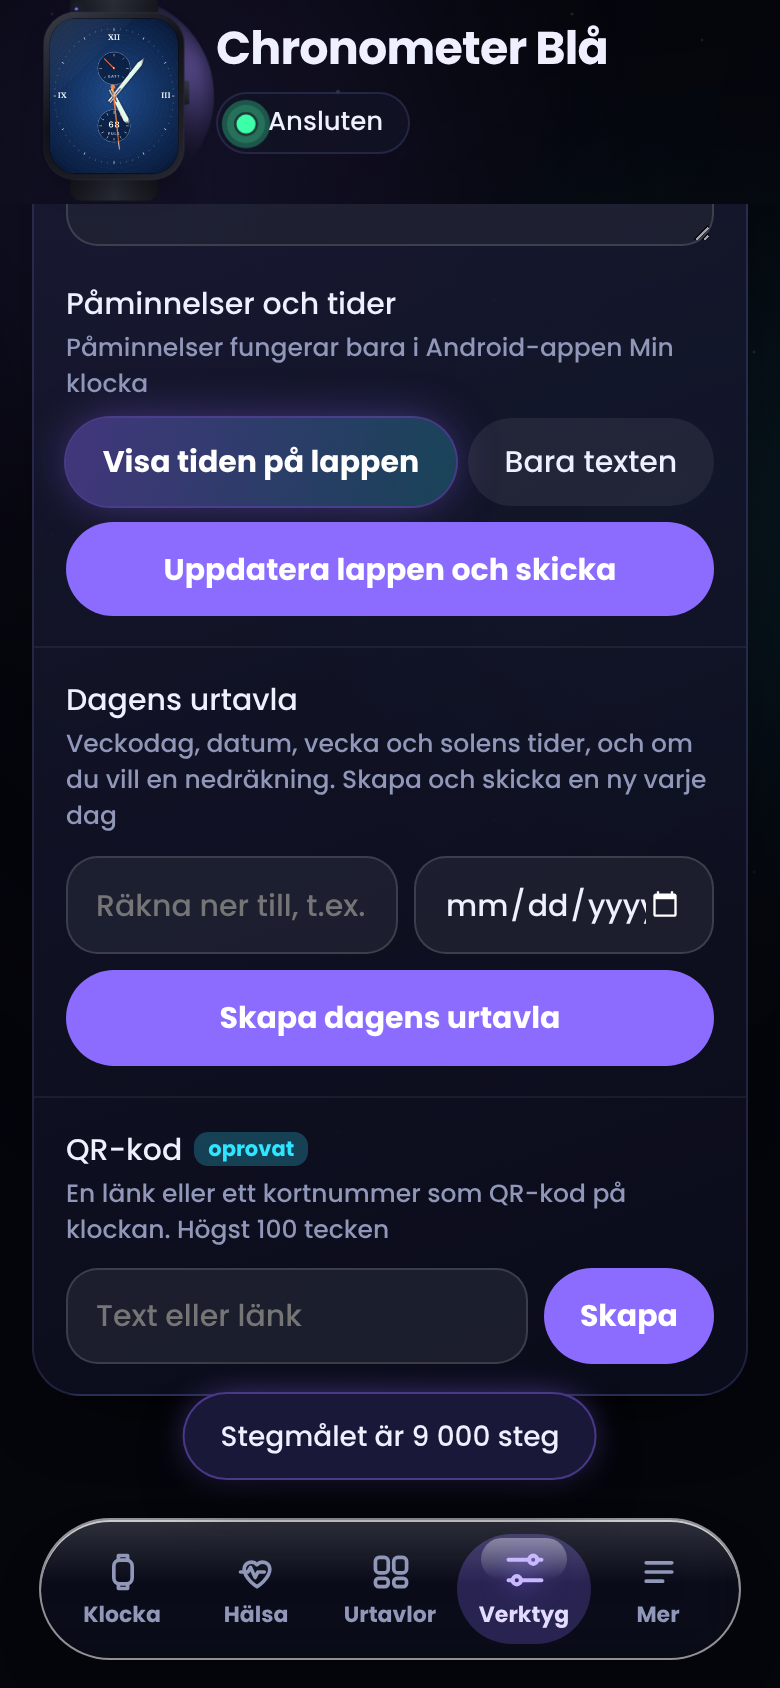 XII
IX
III
BATT
68
PULS
Chronometer Blå
Ansluten
Påminnelser och tider
Påminnelser fungerar bara i Android-appen Min
klocka
Visa tiden på lappen
Bara texten
Uppdatera lappen och skicka
Dagens urtavla
Veckodag, datum, vecka och solens tider, och om
du vill en nedräkning. Skapa och skicka en ny varje
dag
Räkna ner till, t.ex.
mm/dd/yyyy
Skapa dagens urtavla
QR-kod oprovat
En länk eller ett kortnummer som QR-kod på
klockan. Högst 100 tecken
Text eller länk
Skapa
Stegmålet är 9 000 steg
Klocka
Hälsa
Urtavlor
Verktyg
Mer